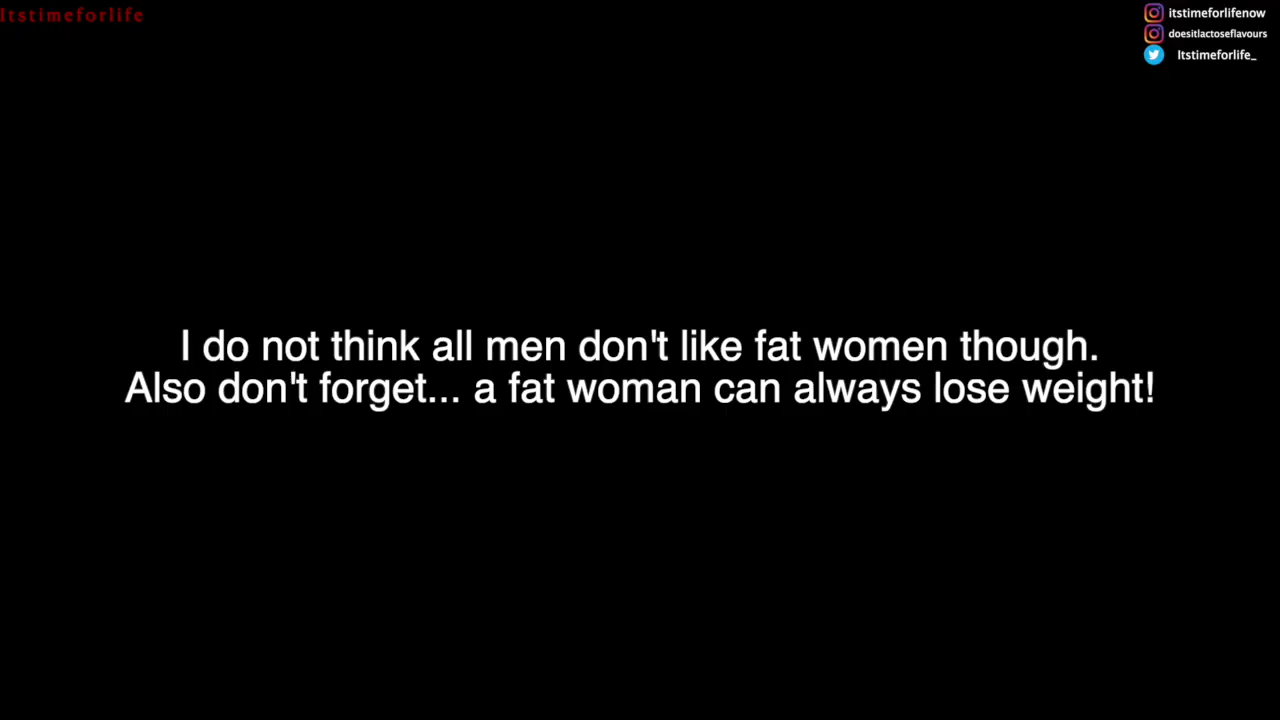 Itstimeforlife
itstimeforlifenow
doesitlactoseflavours
Itstimeforlife_
I do not think all men don't like fat women though.
Also don't forget... a fat woman can always lose weight!